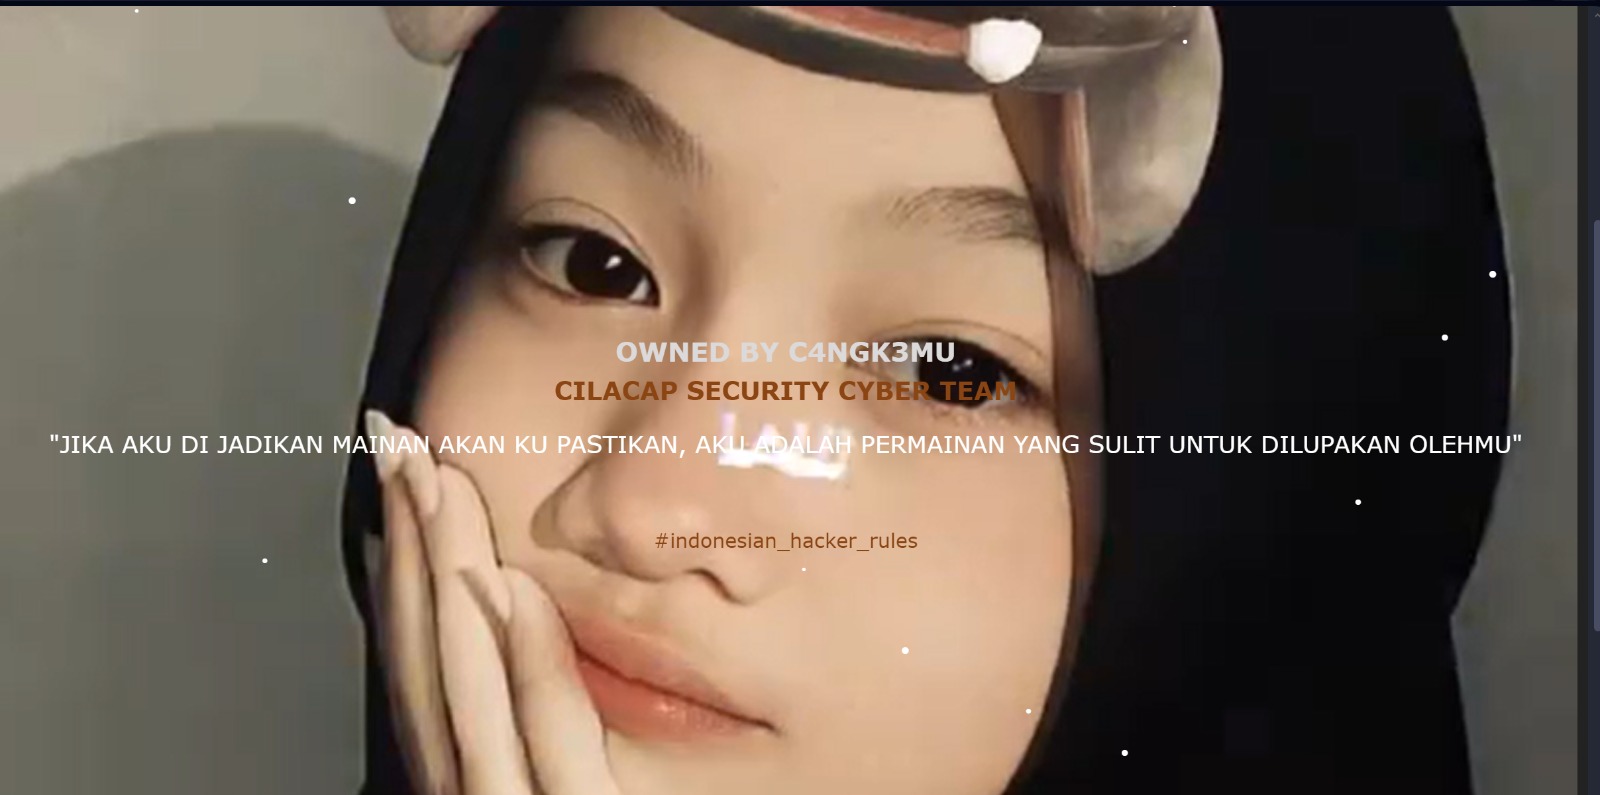 OWNED BY C4NGK3MU
CILACAP SECURITY CYBER TEAM
"JIKA AKU DI JADIKAN MAINAN AKAN KU PASTIKAN, AKU ADALAH PERMAINAN YANG SULIT UNTUK DILUPAKAN OLEHMU"
#indonesian_hacker_rules